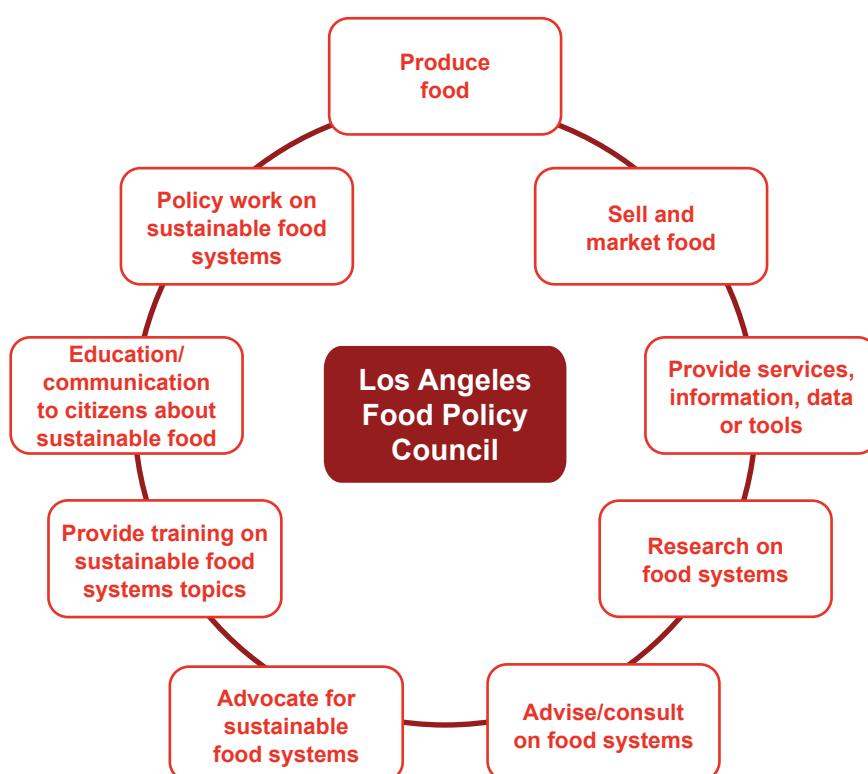 Produce
food
Policy work on
sustainable food
systems
Sell and
market food
Education/
communication
to citizens about
sustainable food
Los Angeles
Food Policy
Council
Provide services,
information, data
or tools
Provide training on
sustainable food
systems topics
Research on
food systems
Advocate for
sustainable
food systems
Advise/consult
on food systems